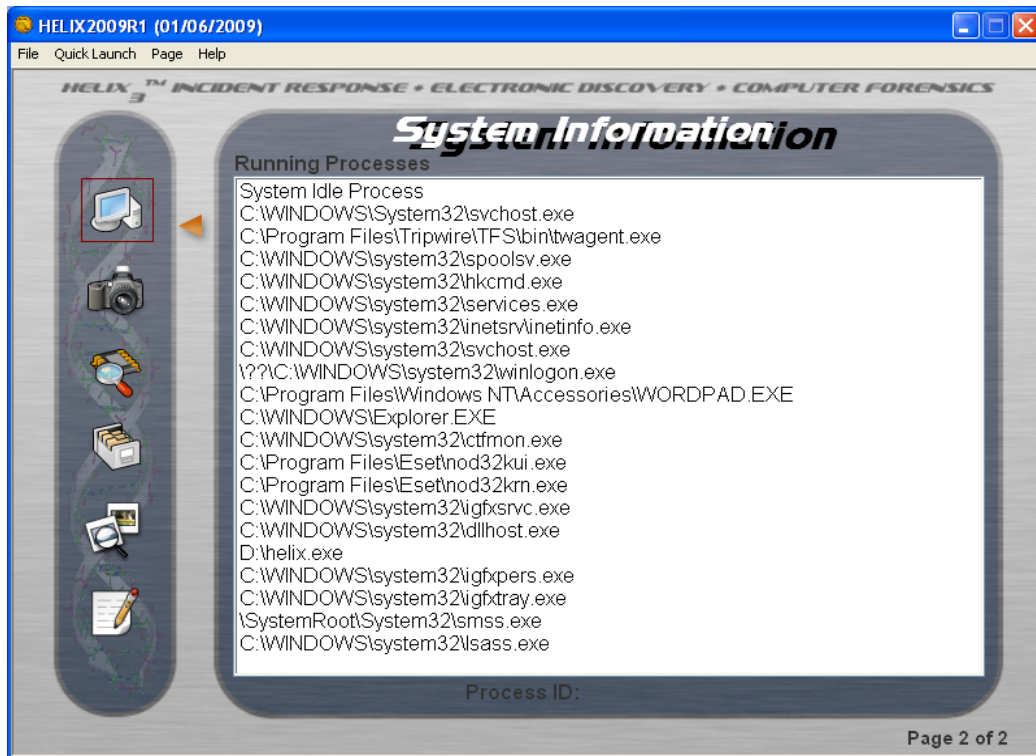 HELIX2009R1 (01/06/2009)
File Quick Launch Page Help
HELIX3™ INCIDENT RESPONSE • ELECTRONIC DISCOVERY • COMPUTER FORENSICS
System Information
Running Processes
System Idle Process
C:\WINDOWS\System32\svchost.exe
C:\Program Files\Tripwire\TFS\bin\twagent.exe
C:\WINDOWS\system32\spoolsv.exe
C:\WINDOWS\system32\hkcmd.exe
C:\WINDOWS\system32\services.exe
C:\WINDOWS\system32\inetsrv\inetinfo.exe
C:\WINDOWS\system32\svchost.exe
\??\C:\WINDOWS\system32\winlogon.exe
C:\Program Files\Windows NT\Accessories\WORDPAD.EXE
C:\WINDOWS\Explorer.EXE
C:\WINDOWS\system32\ctfmon.exe
C:\Program Files\Eset\nod32kui.exe
C:\Program Files\Eset\nod32krn.exe
C:\WINDOWS\system32\igfxsrvc.exe
C:\WINDOWS\system32\dllhost.exe
D:\helix.exe
C:\WINDOWS\system32\igfxpers.exe
C:\WINDOWS\system32\igfxtray.exe
\SystemRoot\System32\smss.exe
C:\WINDOWS\system32\lsass.exe
Process ID:
Page 2 of 2